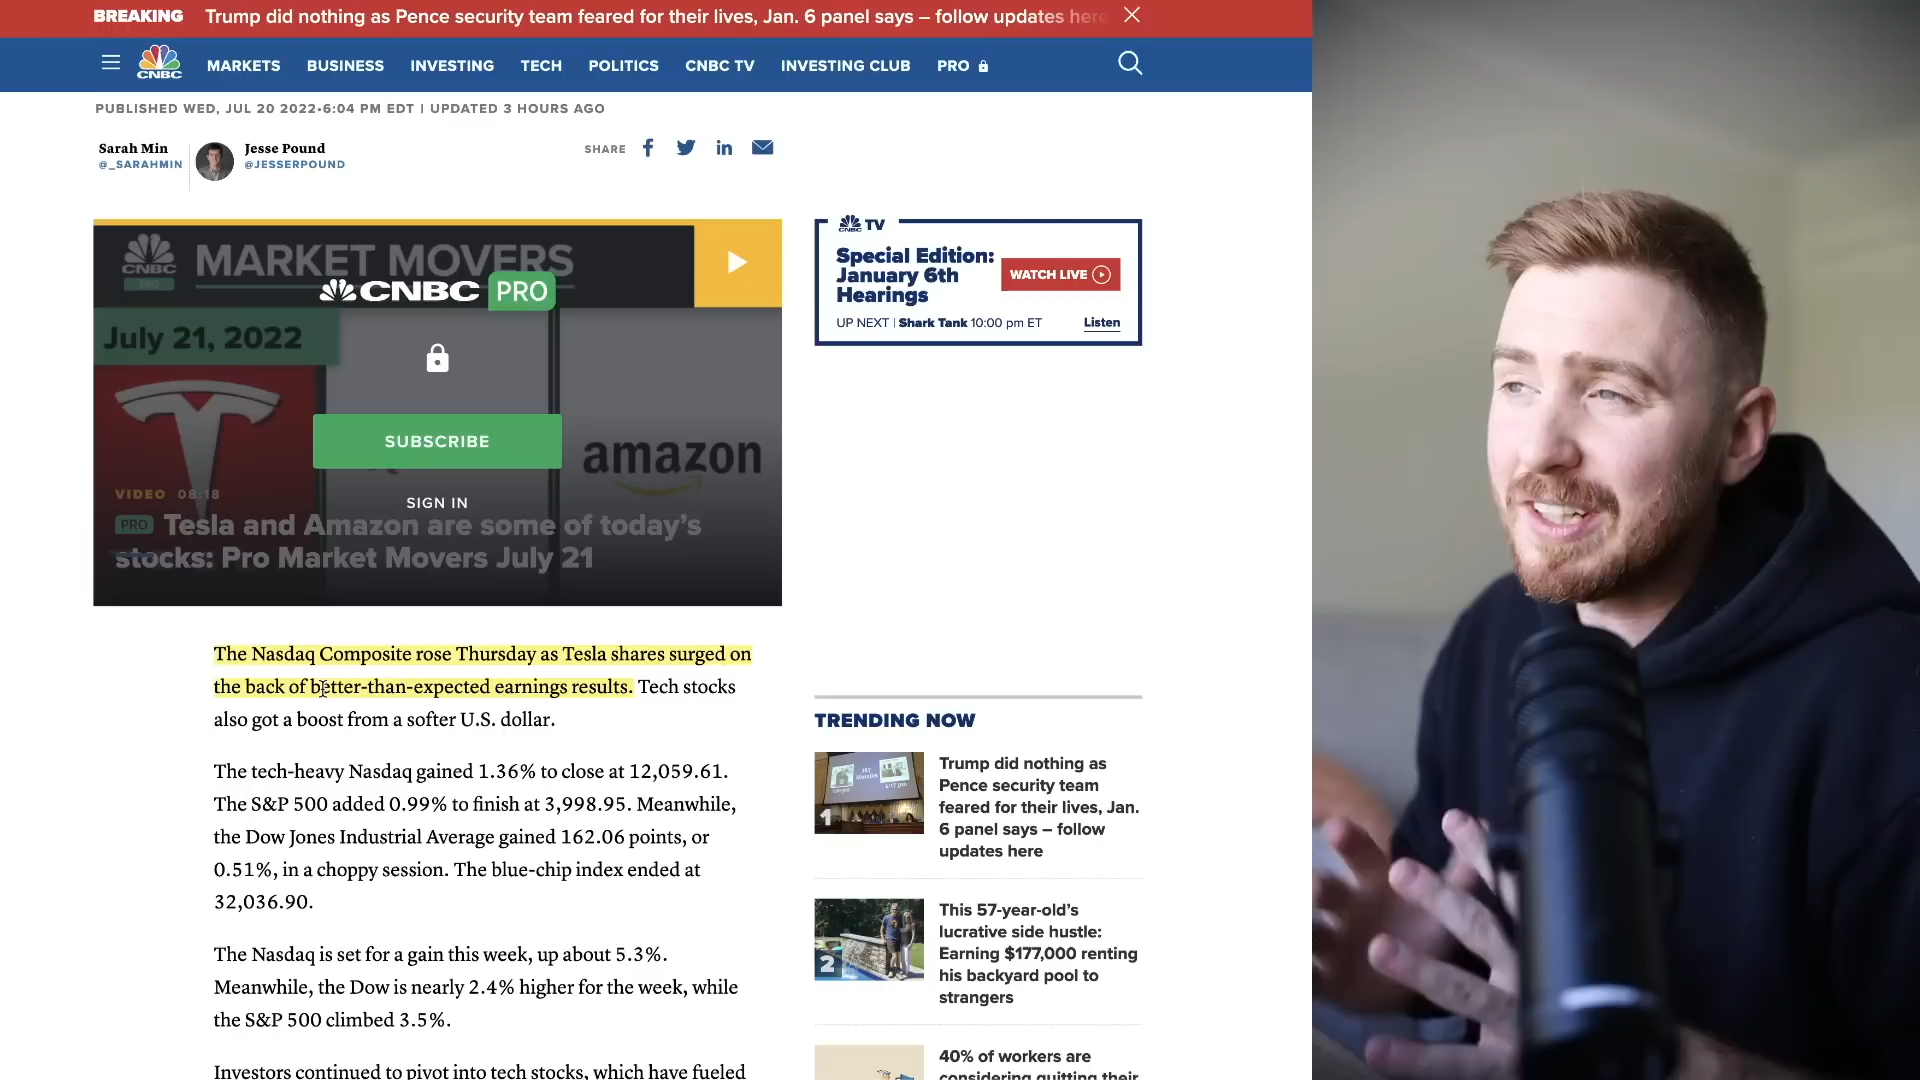 BREAKING Trump did nothing as Pence security team feared for their lives, Jan. 6 panel says – follow updates here
CNBC MARKETS BUSINESS INVESTING TECH POLITICS CNBC TV INVESTING CLUB PRO
PUBLISHED WED, JUL 20 2022•6:04 PM EDT | UPDATED 3 HOURS AGO
Sarah Min
@_SARAHMIN
Jesse Pound
@JESSERPOUND
SHARE
CNBC PRO MARKET MOVERS
CNBC PRO
July 21, 2022
SUBSCRIBE
amazon
VIDEO 08:18
SIGN IN
PRO Tesla and Amazon are some of today's
stocks: Pro Market Movers July 21
CNBC TV
Special Edition:
January 6th
Hearings
WATCH LIVE
UP NEXT | Shark Tank 10:00 pm ET Listen
The Nasdaq Composite rose Thursday as Tesla shares surged on
the back of better-than-expected earnings results. Tech stocks
also got a boost from a softer U.S. dollar.
The tech-heavy Nasdaq gained 1.36% to close at 12,059.61.
The S&P 500 added 0.99% to finish at 3,998.95. Meanwhile,
the Dow Jones Industrial Average gained 162.06 points, or
0.51%, in a choppy session. The blue-chip index ended at
32,036.90.
The Nasdaq is set for a gain this week, up about 5.3%.
Meanwhile, the Dow is nearly 2.4% higher for the week, while
the S&P 500 climbed 3.5%.
Investors continued to pivot into tech stocks, which have fueled
TRENDING NOW
1
Trump did nothing as
Pence security team
feared for their lives, Jan.
6 panel says – follow
updates here
2
This 57-year-old's
lucrative side hustle:
Earning $177,000 renting
his backyard pool to
strangers
40% of workers are
considering quitting their